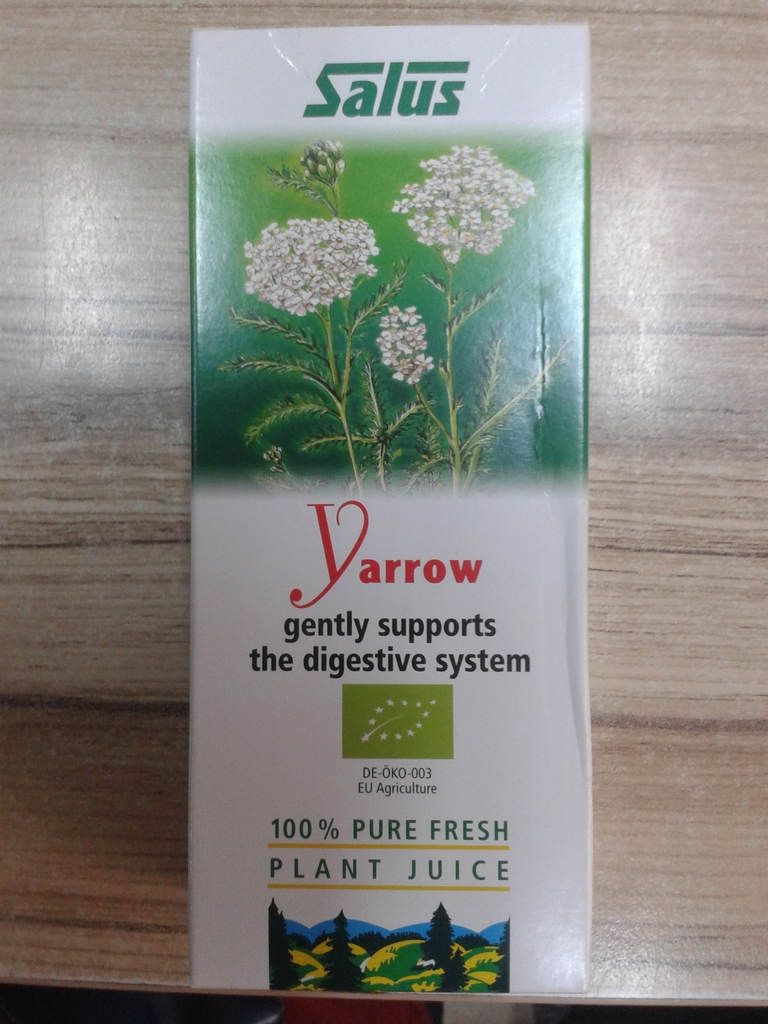 Salus
Yarrow
gently supports
the digestive system
DE-ÖKO-003
EU Agriculture
100% PURE FRESH
PLANT JUICE